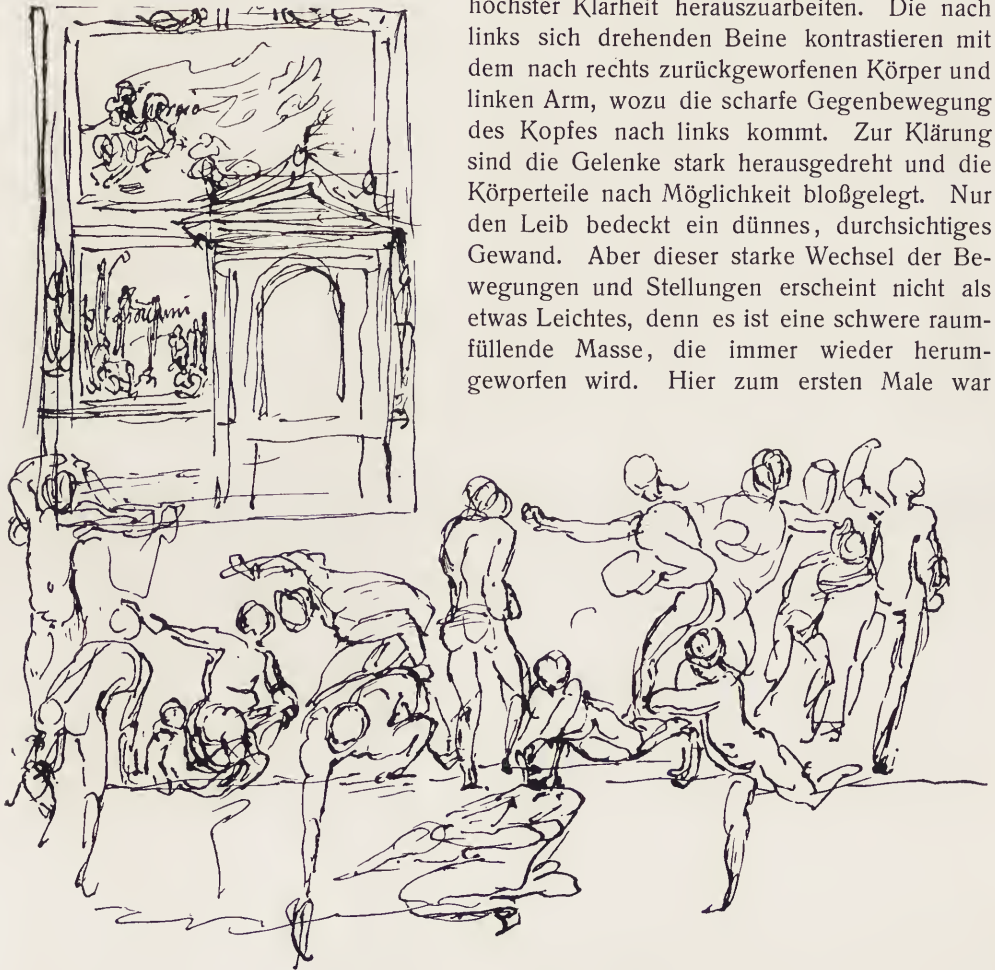 höchster Klarheit herauszuarbeiten. Die nach
links sich drehenden Beine kontrastieren mit
dem nach rechts zurückgeworfenen Körper und
linken Arm, wozu die scharfe Gegenbewegung
des Kopfes nach links kommt. Zur Klärung
sind die Gelenke stark herausgedreht und die
Körperteile nach Möglichkeit bloßgelegt. Nur
den Leib bedeckt ein dünnes, durchsichtiges
Gewand. Aber dieser starke Wechsel der Be-
wegungen und Stellungen erscheint nicht als
etwas Leichtes, denn es ist eine schwere raum-
füllende Masse, die immer wieder herum-
geworfen wird. Hier zum ersten Male war